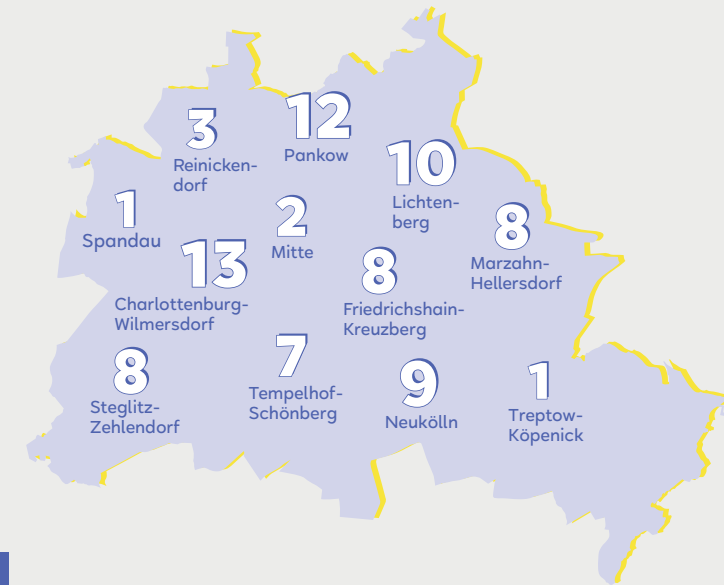 12
Pankow
3
Reinicken-
dorf
10
Lichten-
berg
1
Spandau
2
Mitte
8
Marzahn-
Hellersdorf
13
Charlottenburg-
Wilmersdorf
8
Friedrichshain-
Kreuzberg
7
Tempelhof-
Schönberg
8
Steglitz-
Zehlendorf
9
Neukölln
1
Treptow-
Köpenick